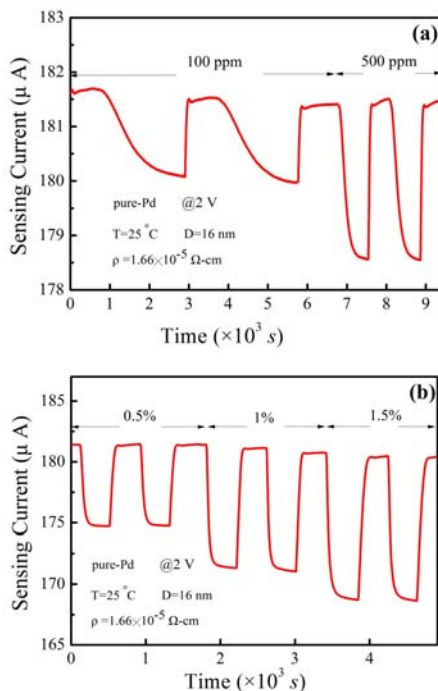 (a)
100 ppm 500 ppm
183
182
181
180
179
178
Sensing Current (μ A)
pure-Pd @2 V
T=25 °C D=16 nm
ρ =1.66×10⁻⁵ Ω-cm
0 1 2 3 4 5 6 7 8 9
Time (×10³ s)
(b)
0.5% 1% 1.5%
185
180
175
170
165
Sensing Current (μ A)
pure-Pd @2 V
T=25 °C D=16 nm
ρ =1.66×10⁻⁵ Ω-cm
0 1 2 3 4
Time (×10³ s)